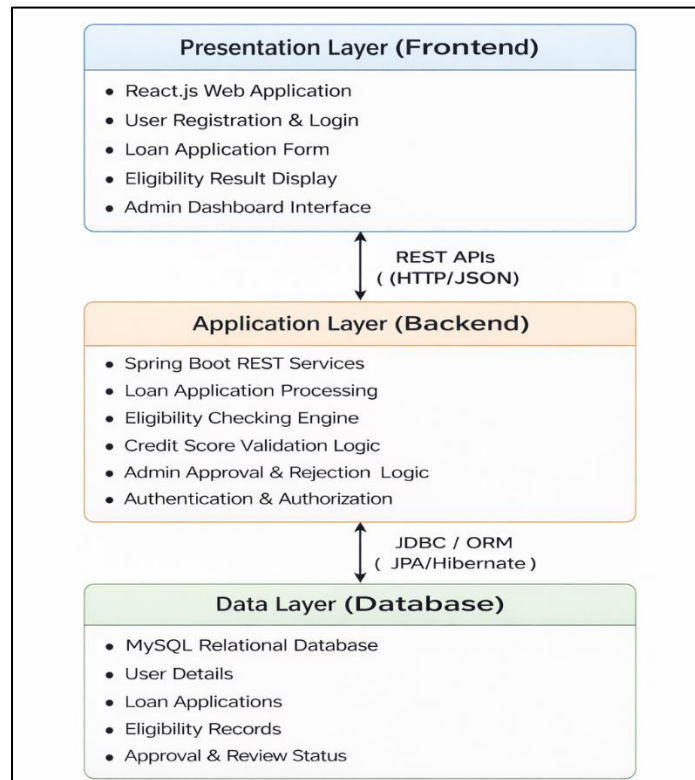 Presentation Layer (Frontend)
• React.js Web Application
• User Registration & Login
• Loan Application Form
• Eligibility Result Display
• Admin Dashboard Interface
REST APIs
( (HTTP/JSON)
Application Layer (Backend)
• Spring Boot REST Services
• Loan Application Processing
• Eligibility Checking Engine
• Credit Score Validation Logic
• Admin Approval & Rejection Logic
• Authentication & Authorization
JDBC / ORM
( JPA/Hibernate )
Data Layer (Database)
• MySQL Relational Database
• User Details
• Loan Applications
• Eligibility Records
• Approval & Review Status